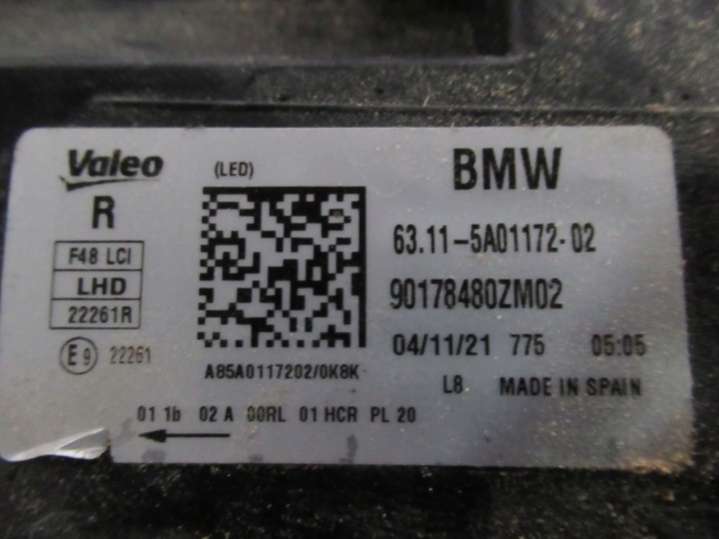 Valeo (LED) BMW
R
F48 LCI
LHD
22261R
E9 22261
63.11-5A01172-02
90178480ZM02
04/11/21 775 05:05
A85A0117202/0K8K
L8 MADE IN SPAIN
01 1b 02 A 00RL 01 HCR PL 20